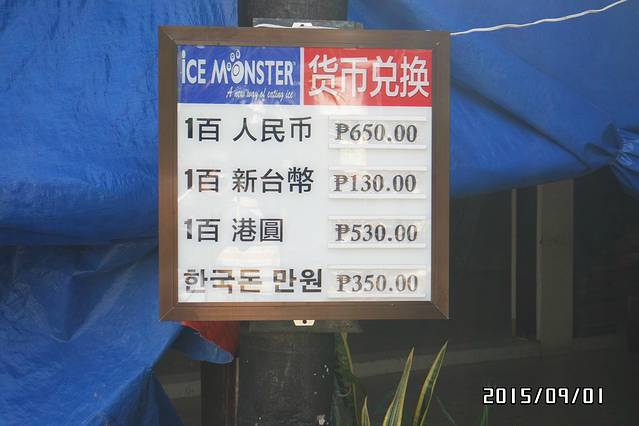 iCE MONSTER™ 货币兑换
A new way of eating ice
1百 人民币 ₱650.00
1百 新台幣 ₱130.00
1百 港圓 ₱530.00
한국돈 만원 ₱350.00
2015/09/01